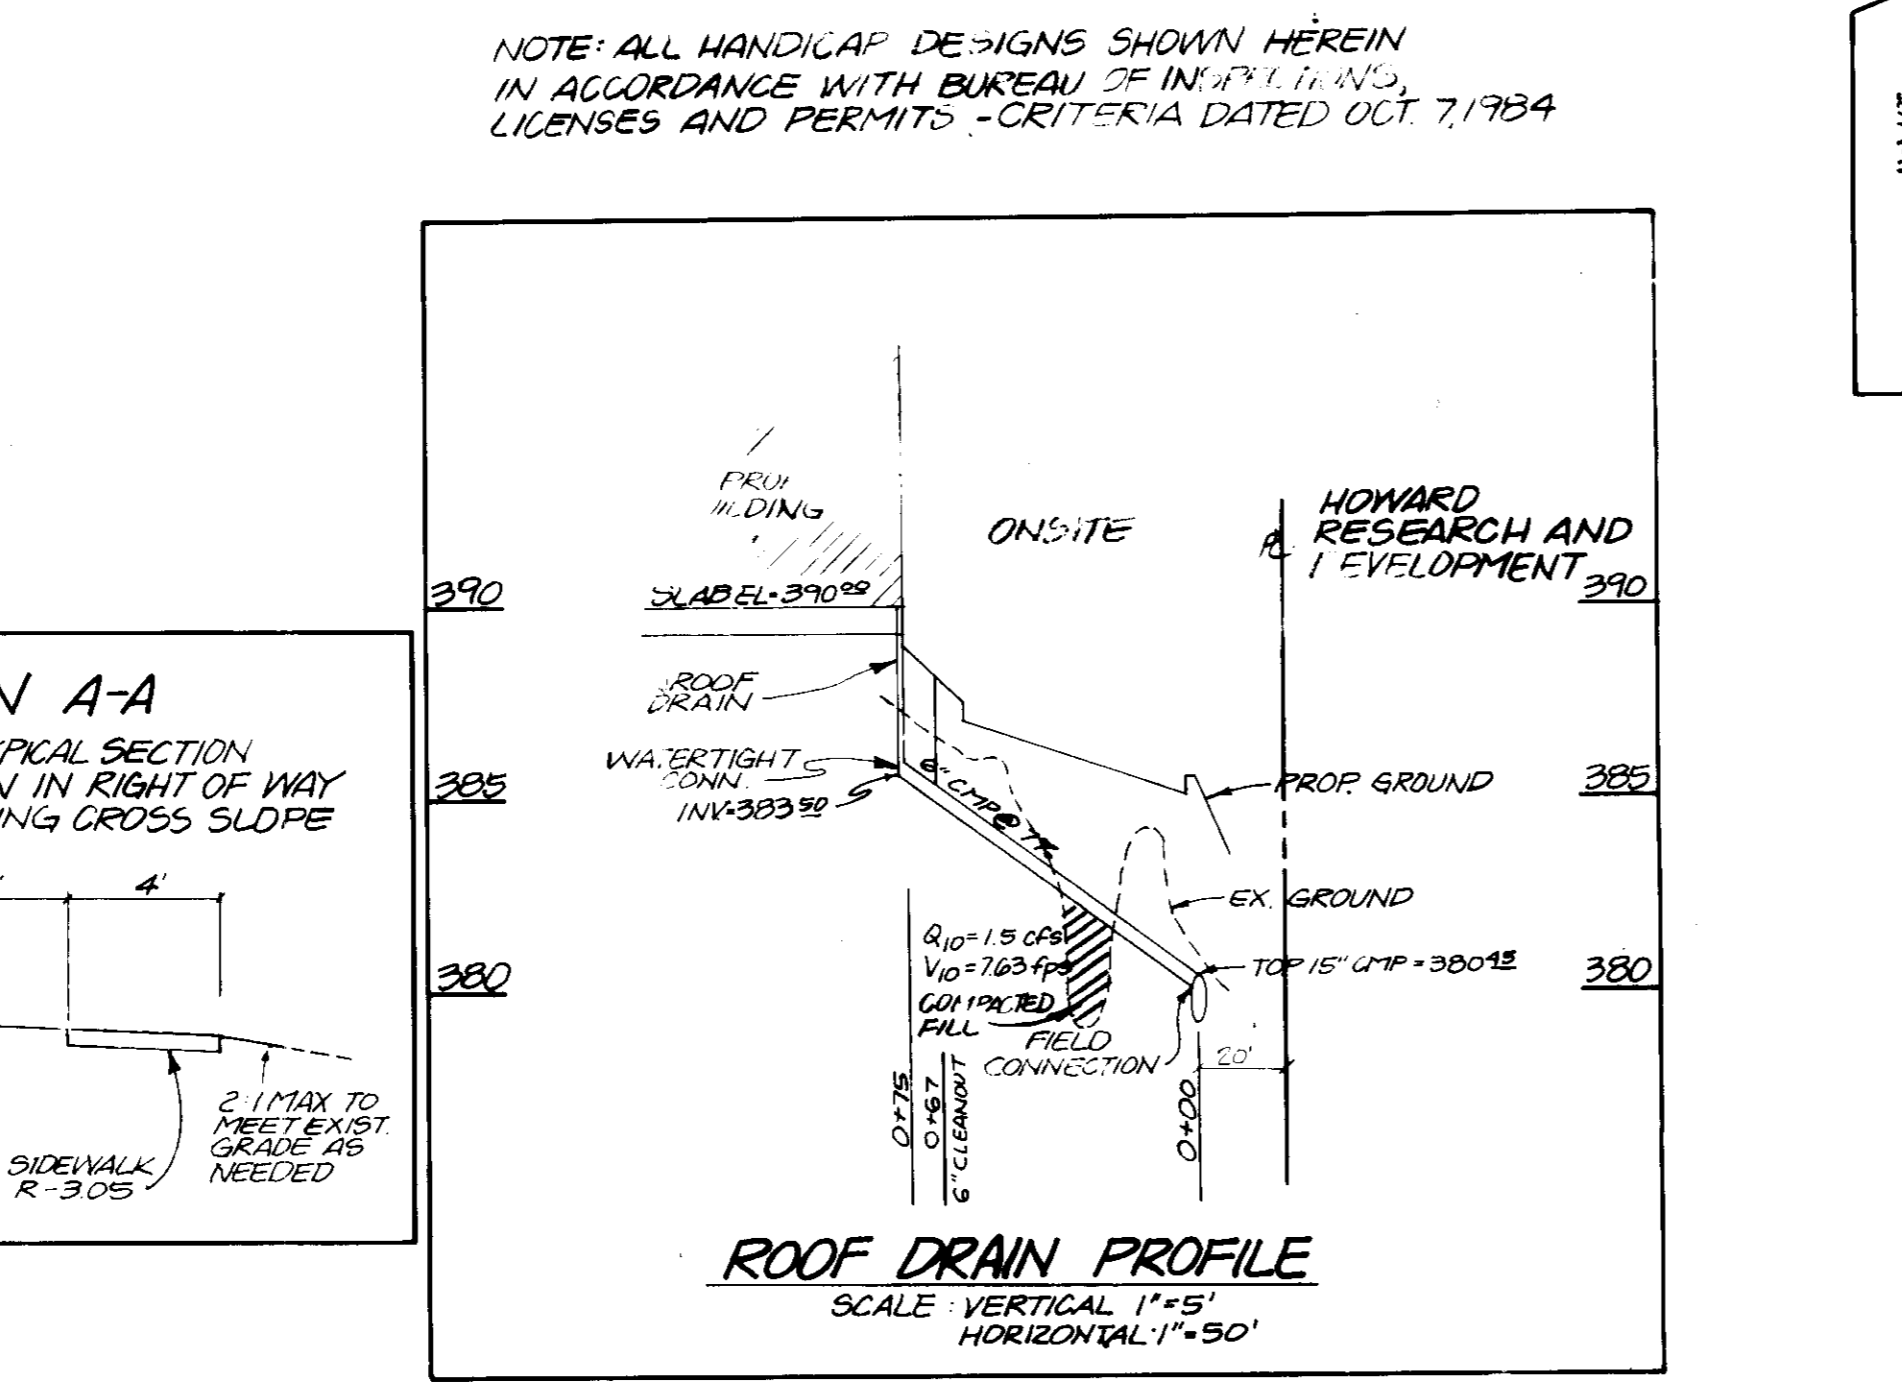 NOTE: ALL HANDICAP DESIGNS SHOWN HEREIN
IN ACCORDANCE WITH BUREAU OF INSPECTIONS,
LICENSES AND PERMITS - CRITERIA DATED OCT. 7, 1984
ONSITE
HOWARD
RESEARCH AND
EVELOPMENT
390
SLAB EL=390.00
390
ROOF
DRAIN
WATERTIGHT
CONN.
INV=383.50
385
6" CMP @ 7%
PROP. GROUND
385
EX. GROUND
Q10=1.5 cfs
V10=7.63 fps
COMPACTED
FILL
TOP 15" CMP = 380.45
380
380
FIELD
CONNECTION
20'
0+75
0+67
6" CLEANOUT
0+00
ROOF DRAIN PROFILE
SCALE: VERTICAL 1"=5'
HORIZONTAL: 1"=50'
N A-A
PICAL SECTION
N IN RIGHT OF WAY
ING CROSS SLOPE
4'
2:1 MAX TO
MEET EXIST.
GRADE AS
NEEDED
SIDEWALK
R-3.05